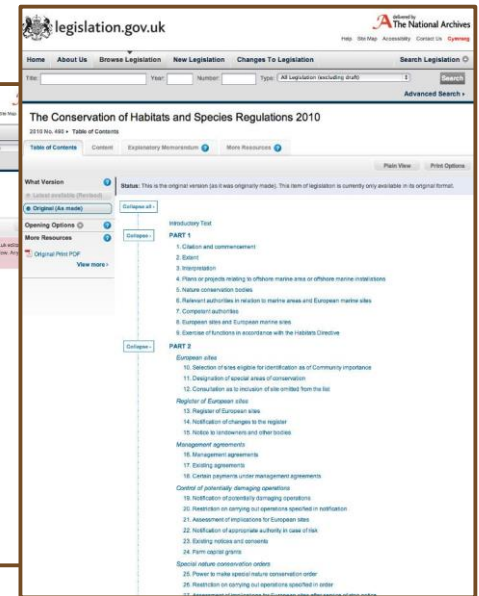 legislation.gov.uk
delivered by
The National Archives
Help Site Map Accessibility Contact Us Cymraeg
Home About Us Browse Legislation New Legislation Changes To Legislation Search Legislation
Title: Year: Number: Type: All Legislation (excluding draft) Search
Advanced Search
The Conservation of Habitats and Species Regulations 2010
2010 No. 490 Table of Contents
Table of Contents Content Explanatory Memorandum ? More Resources ?
Plain View Print Options
What Version ?
Latest available (Revised)
Original (As made)
Opening Options
More Resources ?
Original Print PDF
View more
Status: This is the original version (as it was originally made). This item of legislation is currently only available in its original format.
Collapse all -
Introductory Text
Collapse - PART 1
1. Citation and commencement
2. Extent
3. Interpretation
4. Plans or projects relating to offshore marine area or offshore marine installations
5. Nature conservation bodies
6. Relevant authorities in relation to marine areas and European marine sites
7. Competent authorities
8. European sites and European marine sites
9. Exercise of functions in accordance with the Habitats Directive
Collapse - PART 2
European sites
10. Selection of sites eligible for identification as of Community importance
11. Designation of special areas of conservation
12. Consultation as to inclusion of site omitted from the list
Register of European sites
13. Register of European sites
14. Notification of changes to the register
15. Notice to landowners and other bodies
Management agreements
16. Management agreements
17. Existing agreements
18. Certain payments under management agreements
Control of potentially damaging operations
19. Notification of potentially damaging operations
20. Restriction on carrying out operations specified in notification
21. Assessment of implications for European sites
22. Notification of appropriate authority in case of risk
23. Existing notices and consents
24. Farm capital grants
Special nature conservation orders
25. Power to make special nature conservation order
26. Restriction on carrying out operations specified in order